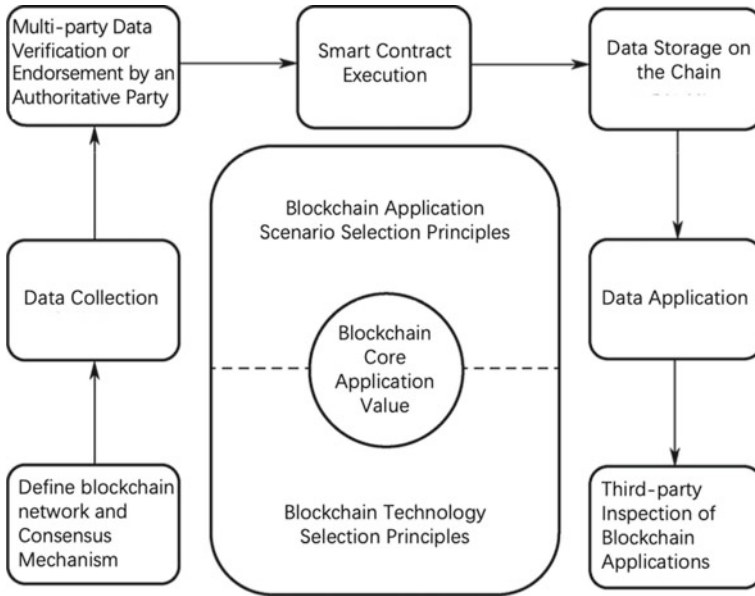 Multi-party Data
Verification or
Endorsement by an
Authoritative Party
Smart Contract
Execution
Data Storage on
the Chain
Blockchain Application
Scenario Selection Principles
Data Collection
Data Application
Blockchain
Core
Application
Value
Define blockchain
network and
Consensus
Mechanism
Blockchain Technology
Selection Principles
Third-party
Inspection of
Blockchain
Applications